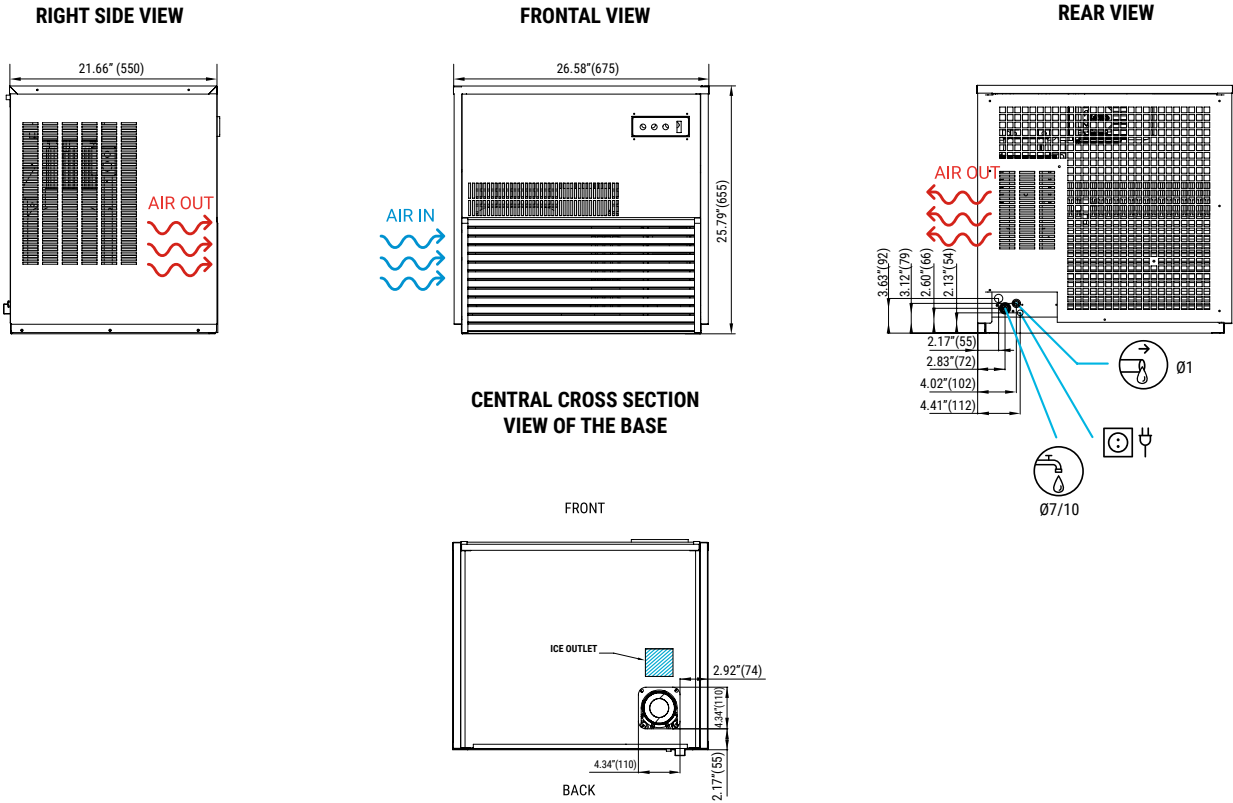 RIGHT SIDE VIEW
FRONTAL VIEW
REAR VIEW
21.66” (550)
26.58”(675)
25.79”(655)
AIR OUT
AIR IN
AIR OUT
3.63”(92)
3.12”(79)
2.60”(66)
2.13”(54)
2.17”(55)
2.83”(72)
4.02”(102)
4.41”(112)
Ø1
Ø7/10
CENTRAL CROSS SECTION
VIEW OF THE BASE
FRONT
ICE OUTLET
2.92”(74)
4.34”(110)
4.34”(110)
2.17”(55)
BACK